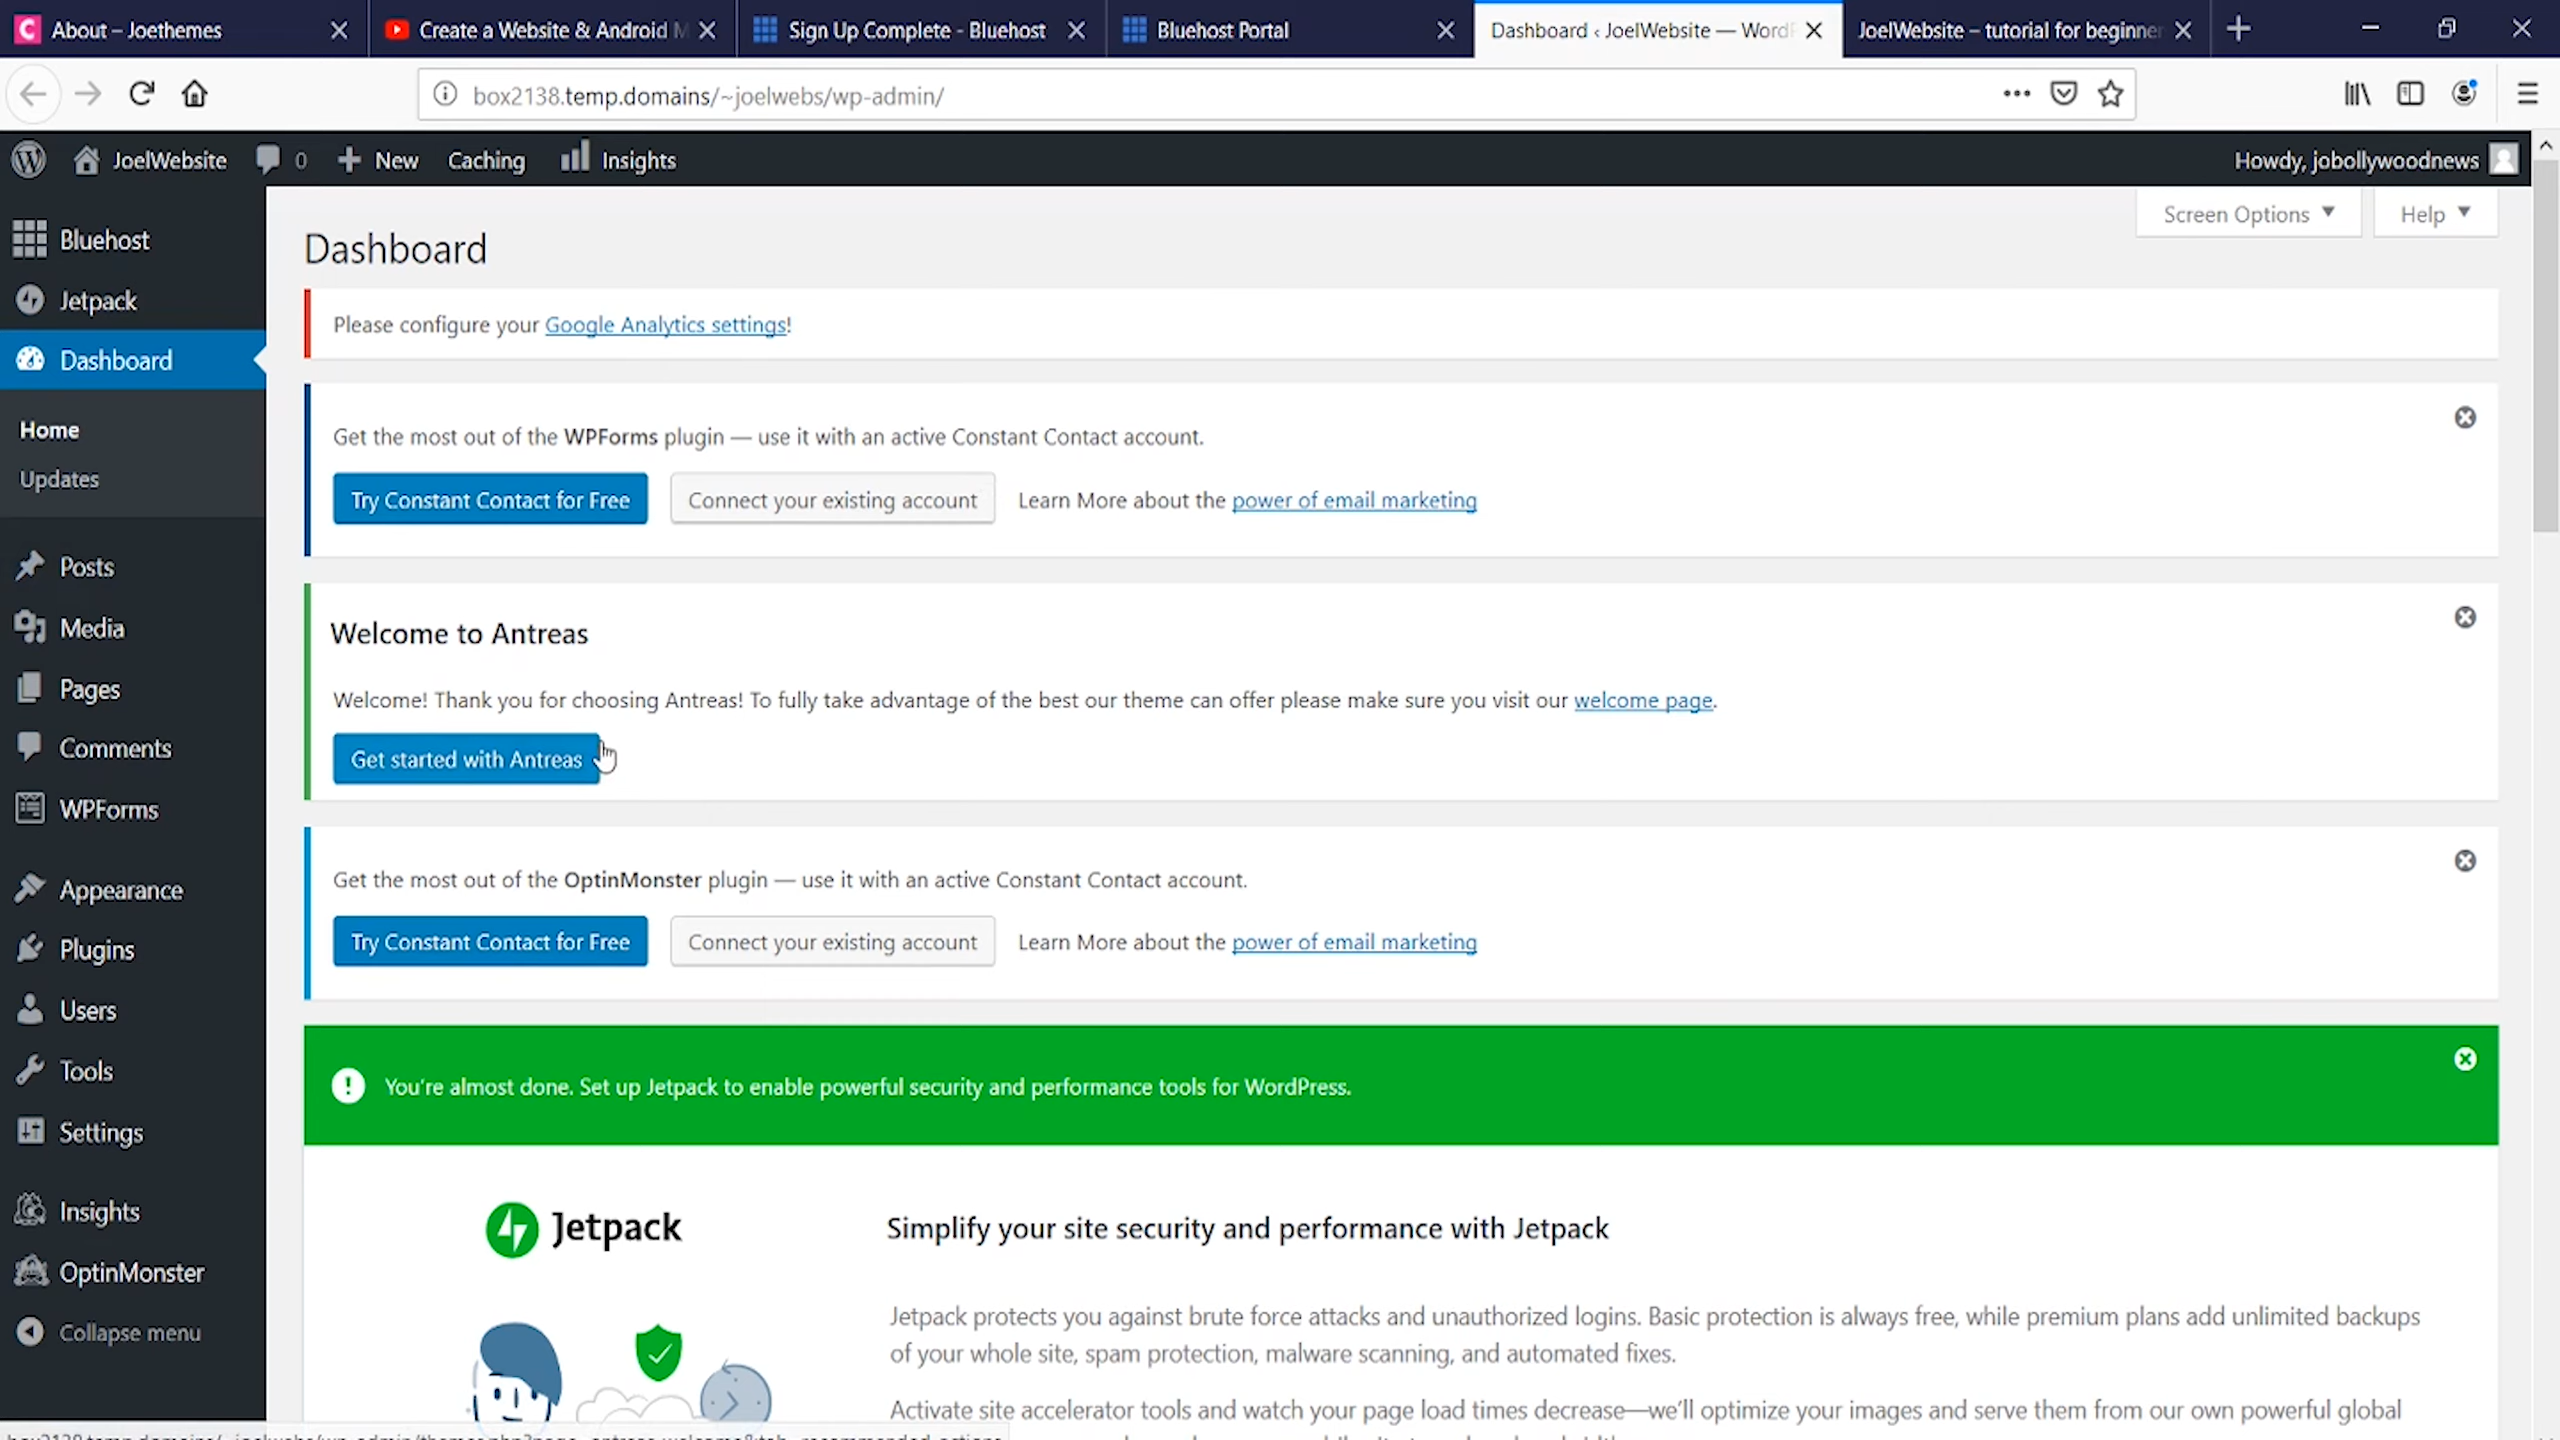 About – Joethemes
Create a Website & Android M
Sign Up Complete - Bluehost
Bluehost Portal
Dashboard ‹ JoelWebsite — WordP
JoelWebsite – tutorial for beginner
box2138.temp.domains/~joelwebs/wp-admin/
JoelWebsite 0 New Caching Insights
Howdy, jobollywoodnews
Screen Options Help
Bluehost
Jetpack
Dashboard
Home
Updates
Posts
Media
Pages
Comments
WPForms
Appearance
Plugins
Users
Tools
Settings
Insights
OptinMonster
Collapse menu
Dashboard
Please configure your Google Analytics settings!
Get the most out of the WPForms plugin — use it with an active Constant Contact account.
Try Constant Contact for Free Connect your existing account Learn More about the power of email marketing
Welcome to Antreas
Welcome! Thank you for choosing Antreas! To fully take advantage of the best our theme can offer please make sure you visit our welcome page.
Get started with Antreas
Get the most out of the OptinMonster plugin — use it with an active Constant Contact account.
Try Constant Contact for Free Connect your existing account Learn More about the power of email marketing
You're almost done. Set up Jetpack to enable powerful security and performance tools for WordPress.
Jetpack
Simplify your site security and performance with Jetpack
Jetpack protects you against brute force attacks and unauthorized logins. Basic protection is always free, while premium plans add unlimited backups
of your whole site, spam protection, malware scanning, and automated fixes.
Activate site accelerator tools and watch your page load times decrease—we'll optimize your images and serve them from our own powerful global